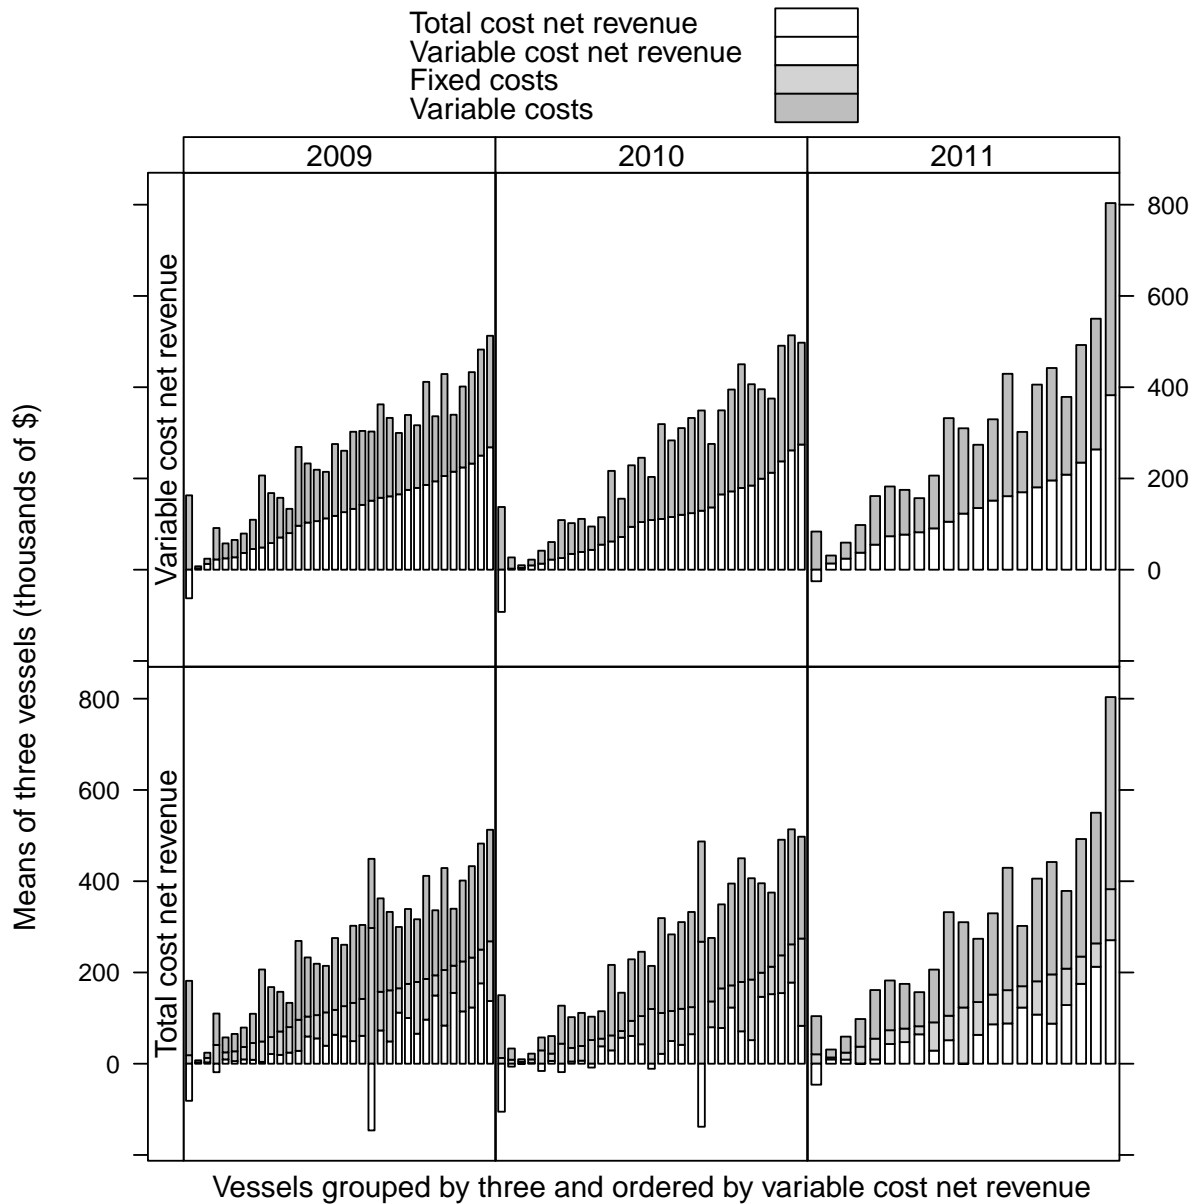 Total cost net revenue
Variable cost net revenue
Fixed costs
Variable costs
2009
2010
2011
Variable cost net revenue
800
600
400
200
0
Means of three vessels (thousands of $)
Total cost net revenue
800
600
400
200
0
Vessels grouped by three and ordered by variable cost net revenue